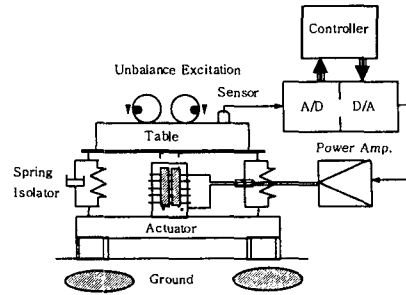 Controller
Unbalance Excitation
Sensor
A/D
D/A
Table
Power Amp.
Spring
Isolator
Actuator
Ground